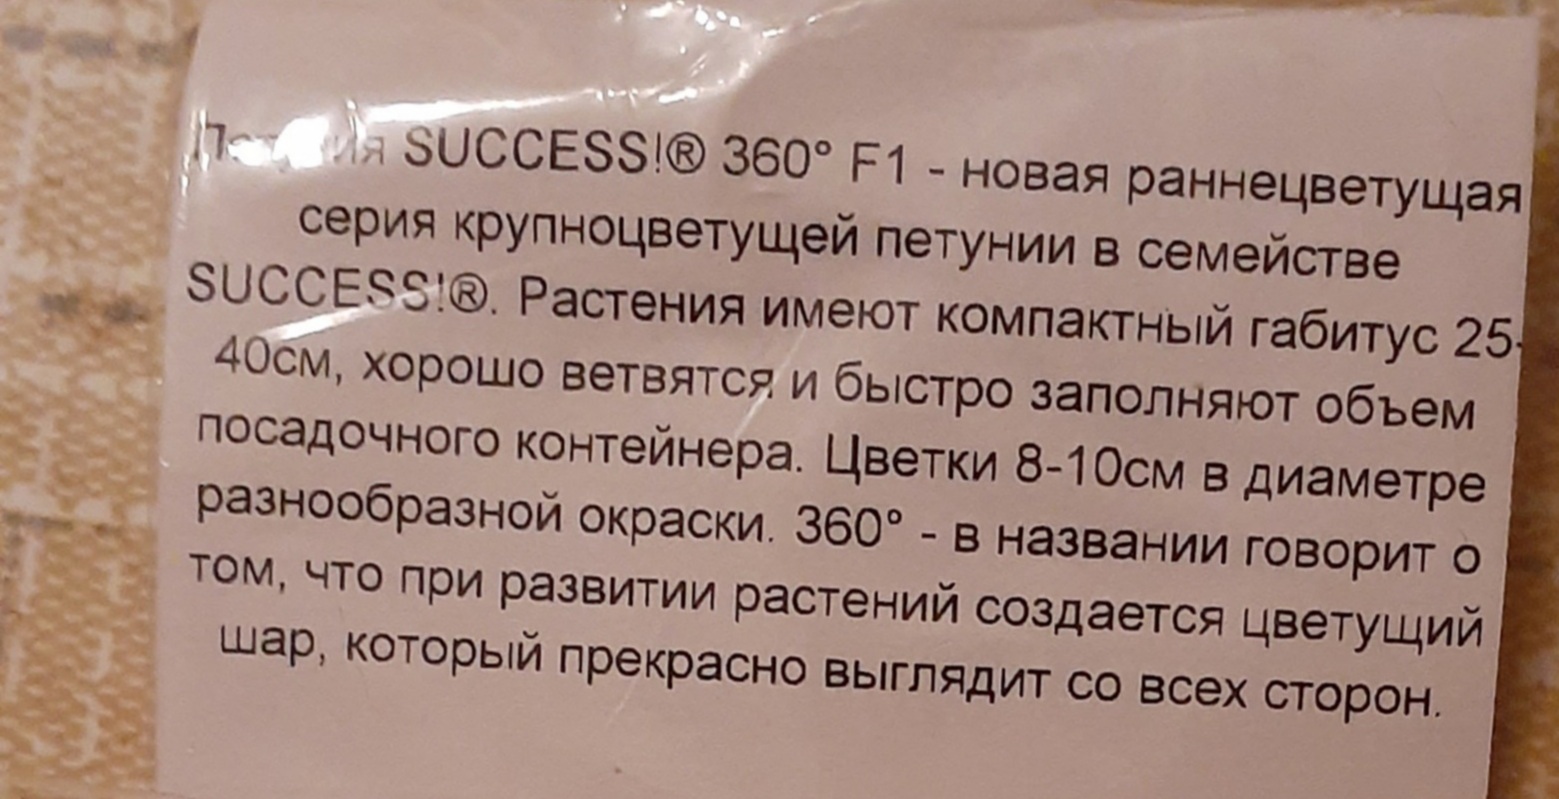 SUCCESS!® 360° F1 - новая раннецветущая
серия крупноцветущей петунии в семействе
SUCCESS!®. Растения имеют компактный габитус 25-
40см, хорошо ветвятся и быстро заполняют объем
посадочного контейнера. Цветки 8-10см в диаметре
разнообразной окраски. 360° - в названии говорит о
том, что при развитии растений создается цветущий
шар, который прекрасно выглядит со всех сторон.